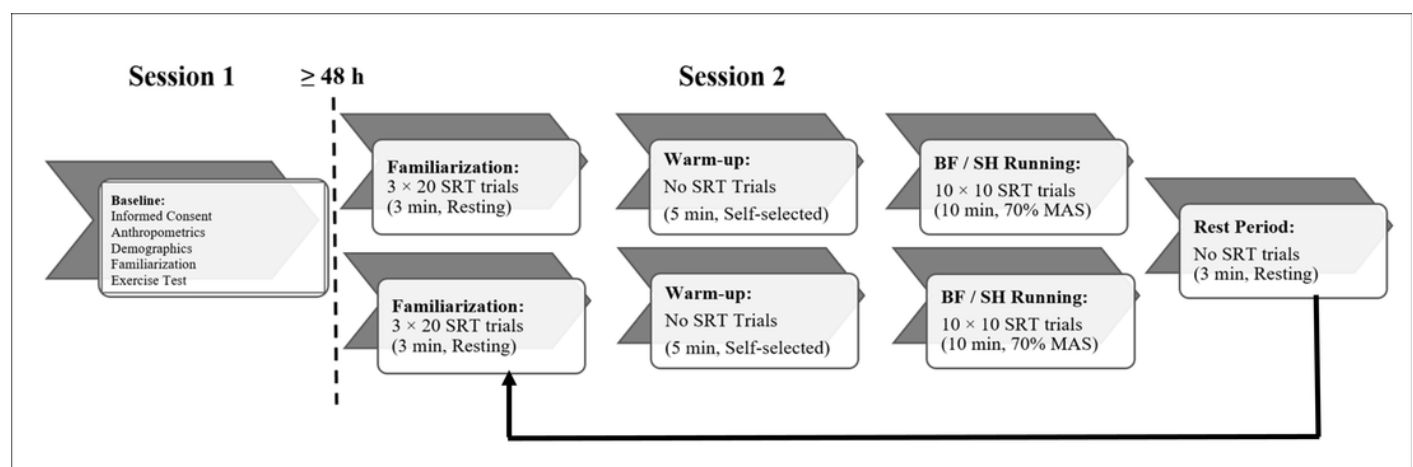 Session 1
≥ 48 h
Session 2
Baseline:
Informed Consent
Anthropometrics
Demographics
Familiarization
Exercise Test
Familiarization:
3 × 20 SRT trials
(3 min, Resting)
Warm-up:
No SRT Trials
(5 min, Self-selected)
BF / SH Running:
10 × 10 SRT trials
(10 min, 70% MAS)
Rest Period:
No SRT trials
(3 min, Resting)
Familiarization:
3 × 20 SRT trials
(3 min, Resting)
Warm-up:
No SRT Trials
(5 min, Self-selected)
BF / SH Running:
10 × 10 SRT trials
(10 min, 70% MAS)